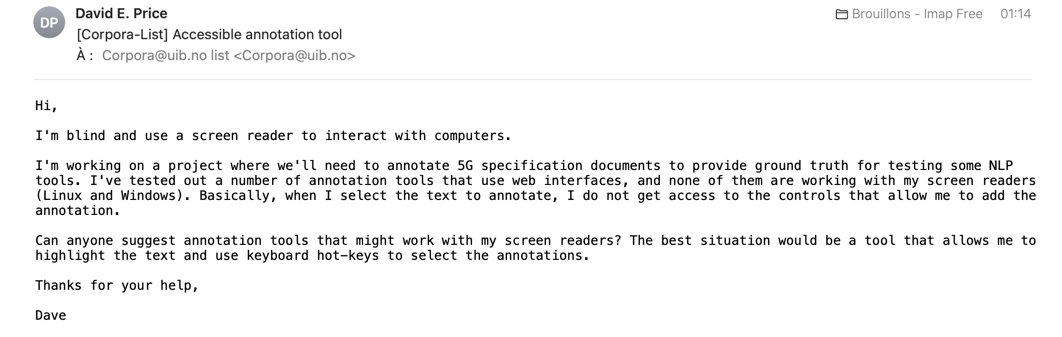 DP
David E. Price
Brouillons - Imap Free 01:14
[Corpora-List] Accessible annotation tool
À : Corpora@uib.no list <Corpora@uib.no>
Hi,
I'm blind and use a screen reader to interact with computers.
I'm working on a project where we'll need to annotate 5G specification documents to provide ground truth for testing some NLP
tools. I've tested out a number of annotation tools that use web interfaces, and none of them are working with my screen readers
(Linux and Windows). Basically, when I select the text to annotate, I do not get access to the controls that allow me to add the
annotation.
Can anyone suggest annotation tools that might work with my screen readers? The best situation would be a tool that allows me to
highlight the text and use keyboard hot-keys to select the annotations.
Thanks for your help,
Dave